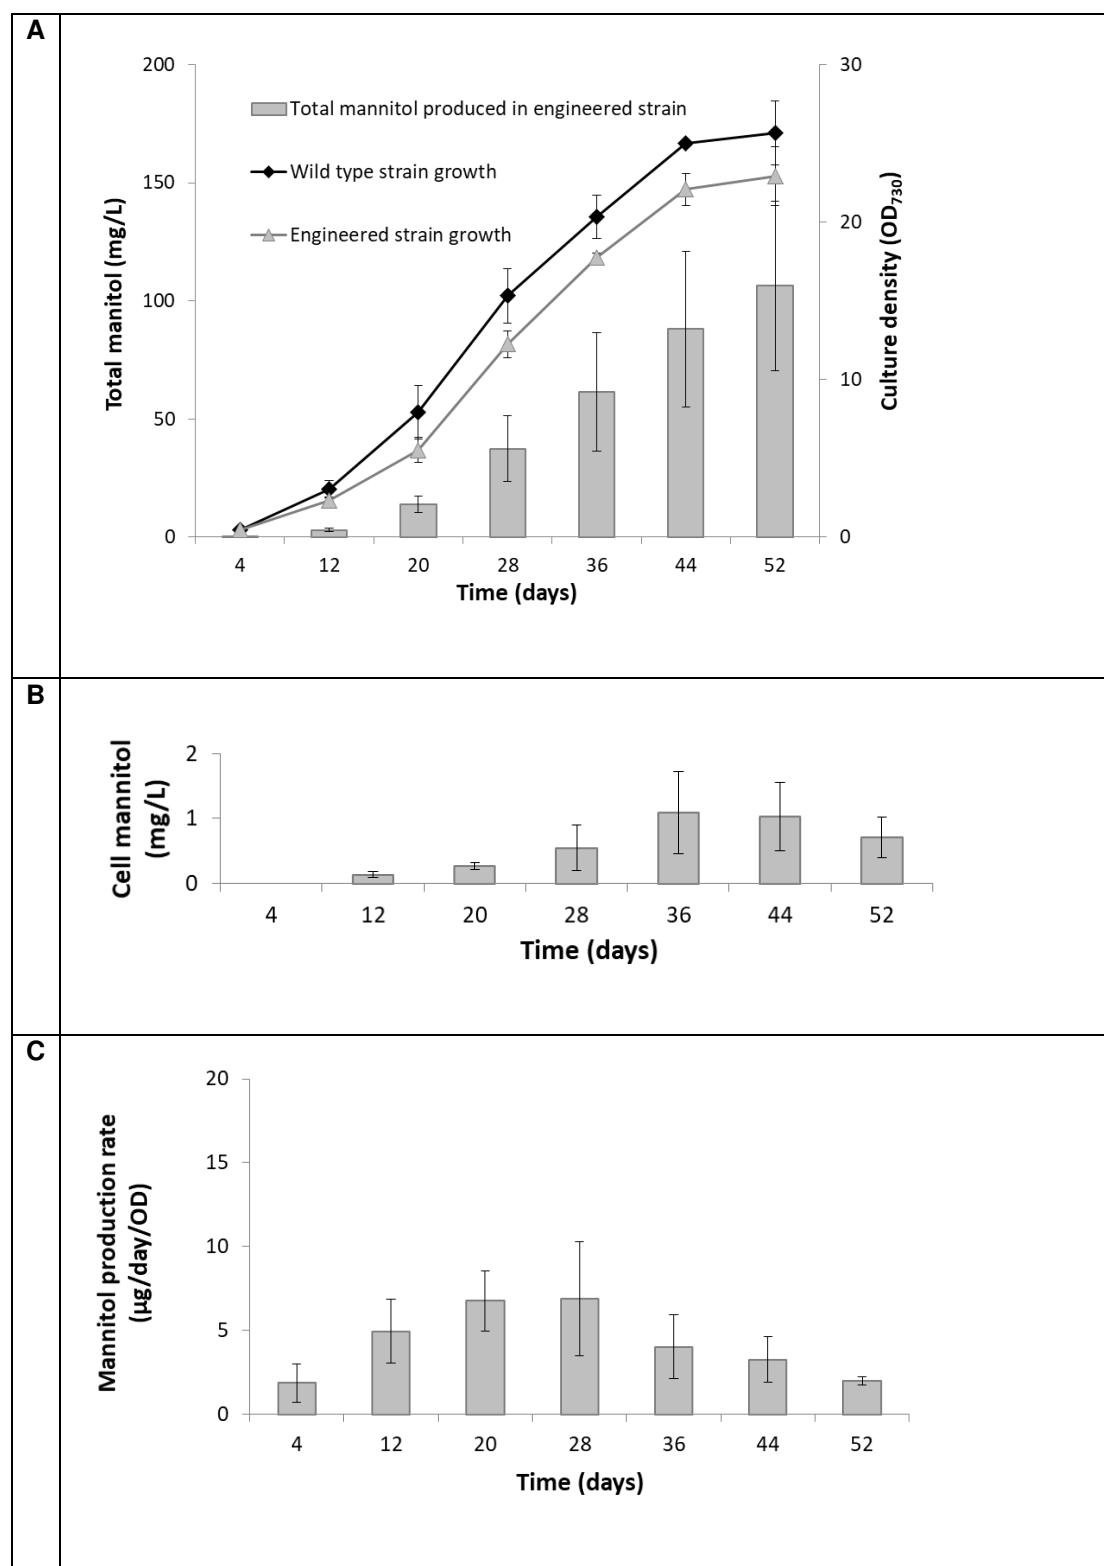 A
200
150
100
50
0
Total manitol (mg/L)
30
20
10
0
Culture density (OD730)
Total mannitol produced in engineered strain
Wild type strain growth
Engineered strain growth
4 12 20 28 36 44 52
Time (days)
B
2
1
0
Cell mannitol
(mg/L)
4 12 20 28 36 44 52
Time (days)
C
20
15
10
5
0
Mannitol production rate
(µg/day/OD)
4 12 20 28 36 44 52
Time (days)